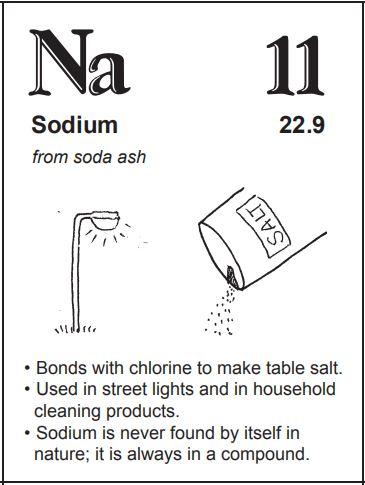 Na 11
Sodium 22.9
from soda ash
SALT
• Bonds with chlorine to make table salt.
• Used in street lights and in household
cleaning products.
• Sodium is never found by itself in
nature; it is always in a compound.